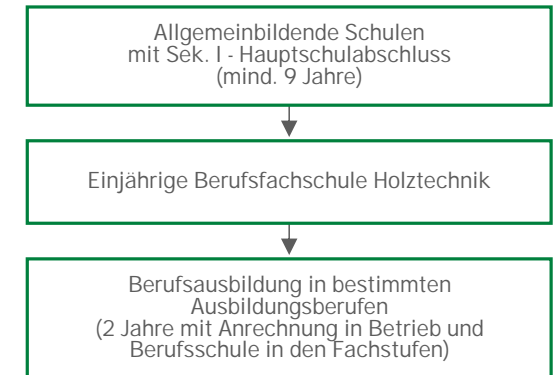 Allgemeinbildende Schulen
mit Sek. I - Hauptschulabschluss
(mind. 9 Jahre)
Einjährige Berufsfachschule Holztechnik
Berufsausbildung in bestimmten
Ausbildungsberufen
(2 Jahre mit Anrechnung in Betrieb und
Berufsschule in den Fachstufen)